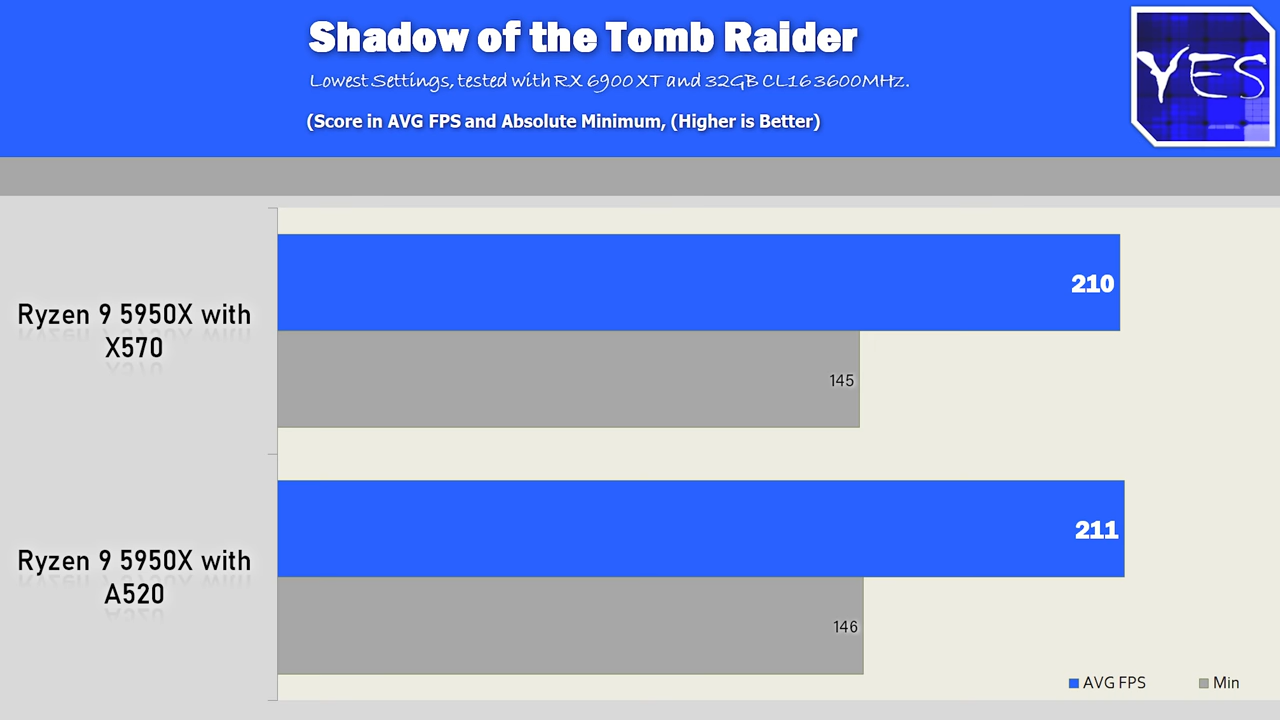 Shadow of the Tomb Raider
Lowest Settings, tested with RX 6900 XT and 32GB CL16 3600MHz.
(Score in AVG FPS and Absolute Minimum, (Higher is Better)
YES
Ryzen 9 5950X with
X570
210
145
Ryzen 9 5950X with
A520
211
146
AVG FPS
Min